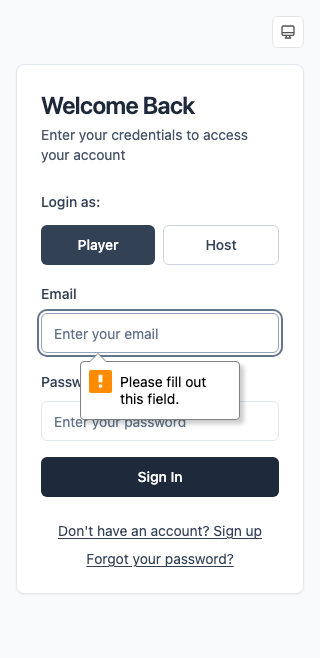 Welcome Back
Enter your credentials to access
your account
Login as:
Player
Host
Email
Enter your email
Please fill out
this field.
Passw
Enter your password
Sign In
Don't have an account? Sign up
Forgot your password?